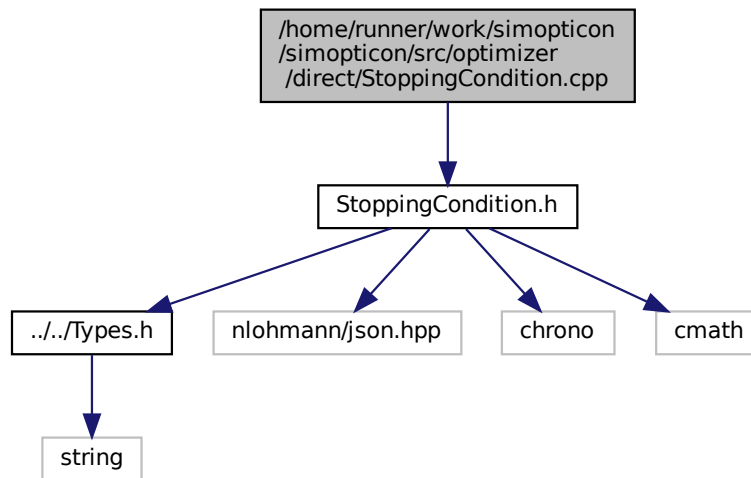 /home/runner/work/simopticon
/simopticon/src/optimizer
/direct/StoppingCondition.cpp
StoppingCondition.h
../../Types.h
nlohmann/json.hpp
chrono
cmath
string